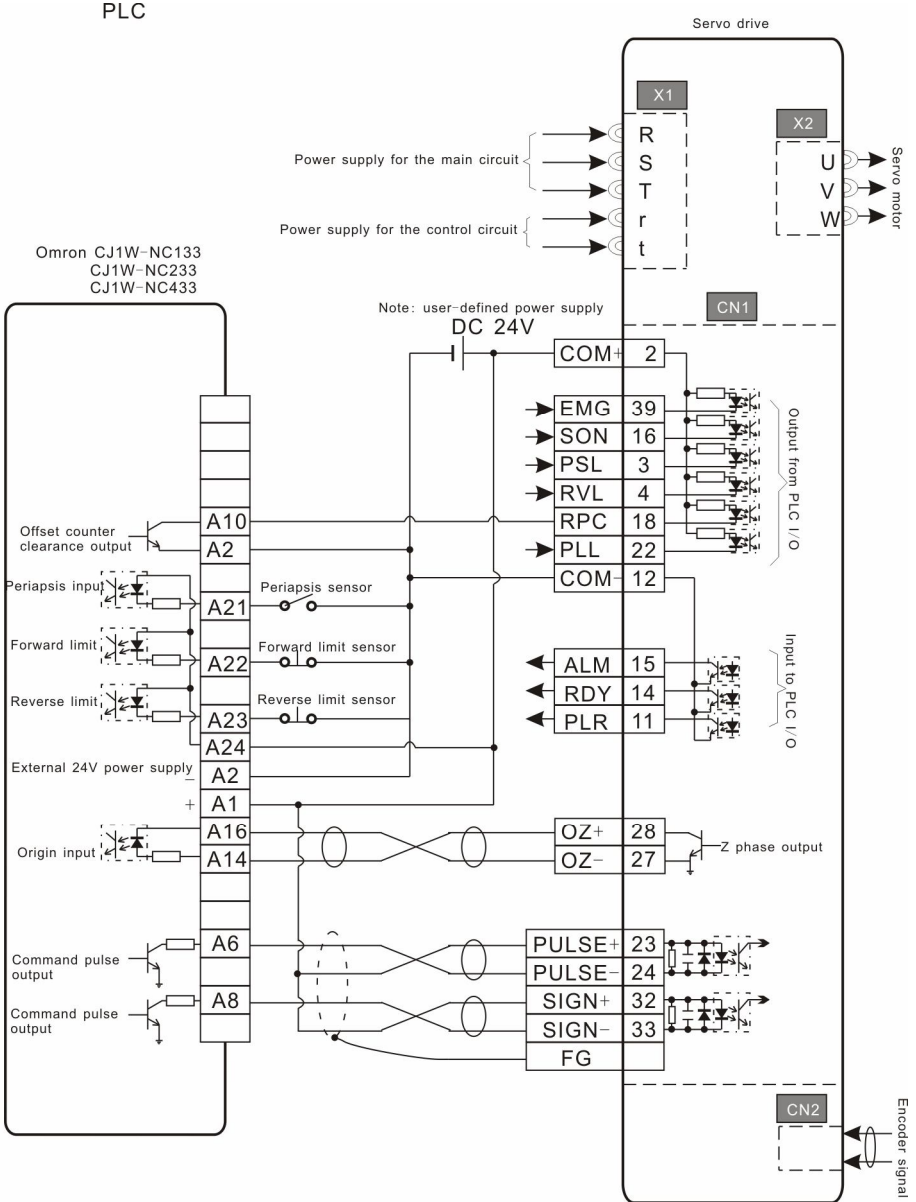 PLC
Servo drive
X1
X2
R
S
T
r
t
U
V
W
Servo motor
Power supply for the main circuit
Power supply for the control circuit
Omron CJ1W-NC133
CJ1W-NC233
CJ1W-NC433
Note: user-defined power supply
DC 24V
CN1
COM+ 2
EMG 39
SON 16
PSL 3
RVL 4
RPC 18
PLL 22
COM- 12
Output from PLC I/O
ALM 15
RDY 14
PLR 11
Input to PLC I/O
Offset counter
clearance output
A10
A2
Periapsis input
A21
Periapsis sensor
Forward limit
A22
Forward limit sensor
Reverse limit
A23
Reverse limit sensor
A24
External 24V power supply
- A2
+ A1
A16
Origin input
A14
OZ+ 28
OZ- 27
Z phase output
A6
Command pulse
output
A8
Command pulse
output
PULSE+ 23
PULSE- 24
SIGN+ 32
SIGN- 33
FG
CN2
Encoder signal